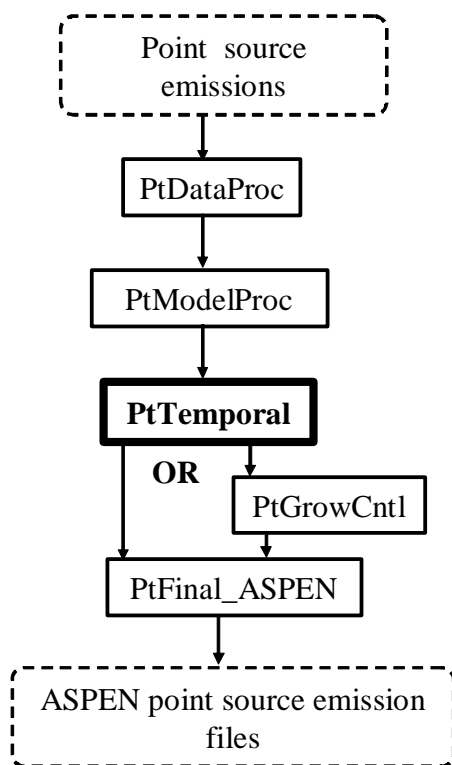 Point source
emissions
PtDataProc
PtModelProc
PtTemporal
OR
PtGrowCntl
PtFinal_ASPEN
ASPEN point source emission
files